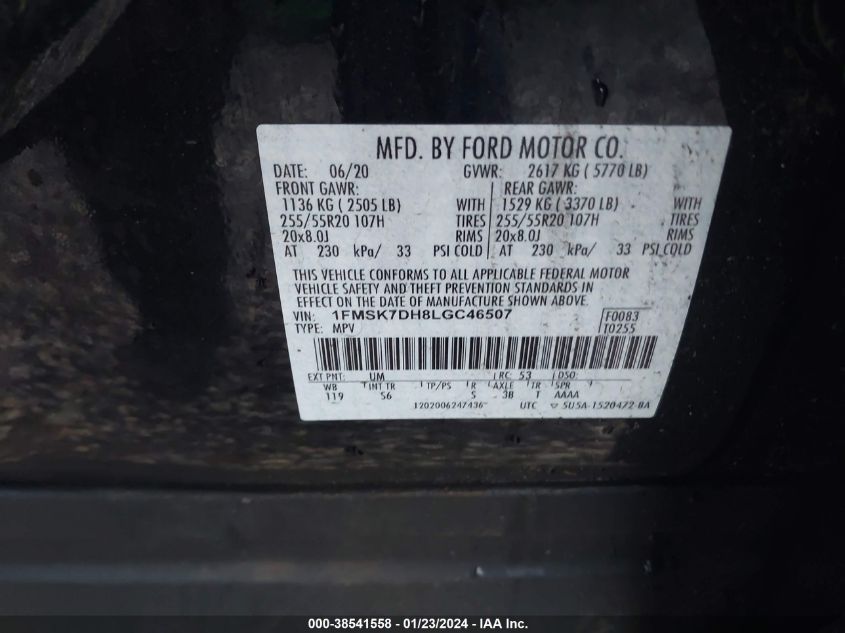 MFD. BY FORD MOTOR CO.
DATE: 06/20 GVWR: 2617 KG ( 5770 LB)
FRONT GAWR: REAR GAWR:
1136 KG ( 2505 LB) WITH 1529 KG ( 3370 LB) WITH
255/55R20 107H TIRES 255/55R20 107H TIRES
20x8.0J RIMS 20x8.0J RIMS
AT 230 kPa/ 33 PSI COLD AT 230 kPa/ 33 PSI COLD
THIS VEHICLE CONFORMS TO ALL APPLICABLE FEDERAL MOTOR
VEHICLE SAFETY AND THEFT PREVENTION STANDARDS IN
EFFECT ON THE DATE OF MANUFACTURE SHOWN ABOVE.
VIN: 1FMSK7DH8LGC46507 F0083
TYPE: MPV T0255
EXT PNT: UM RC: 53 DSO:
WB INT TR TP/PS R AXLE TR SPR
119 S6 S 3B T AAAA
1202006247436 UTC 5U5A-1520472-BA
000-38541558 - 01/23/2024 - IAA Inc.